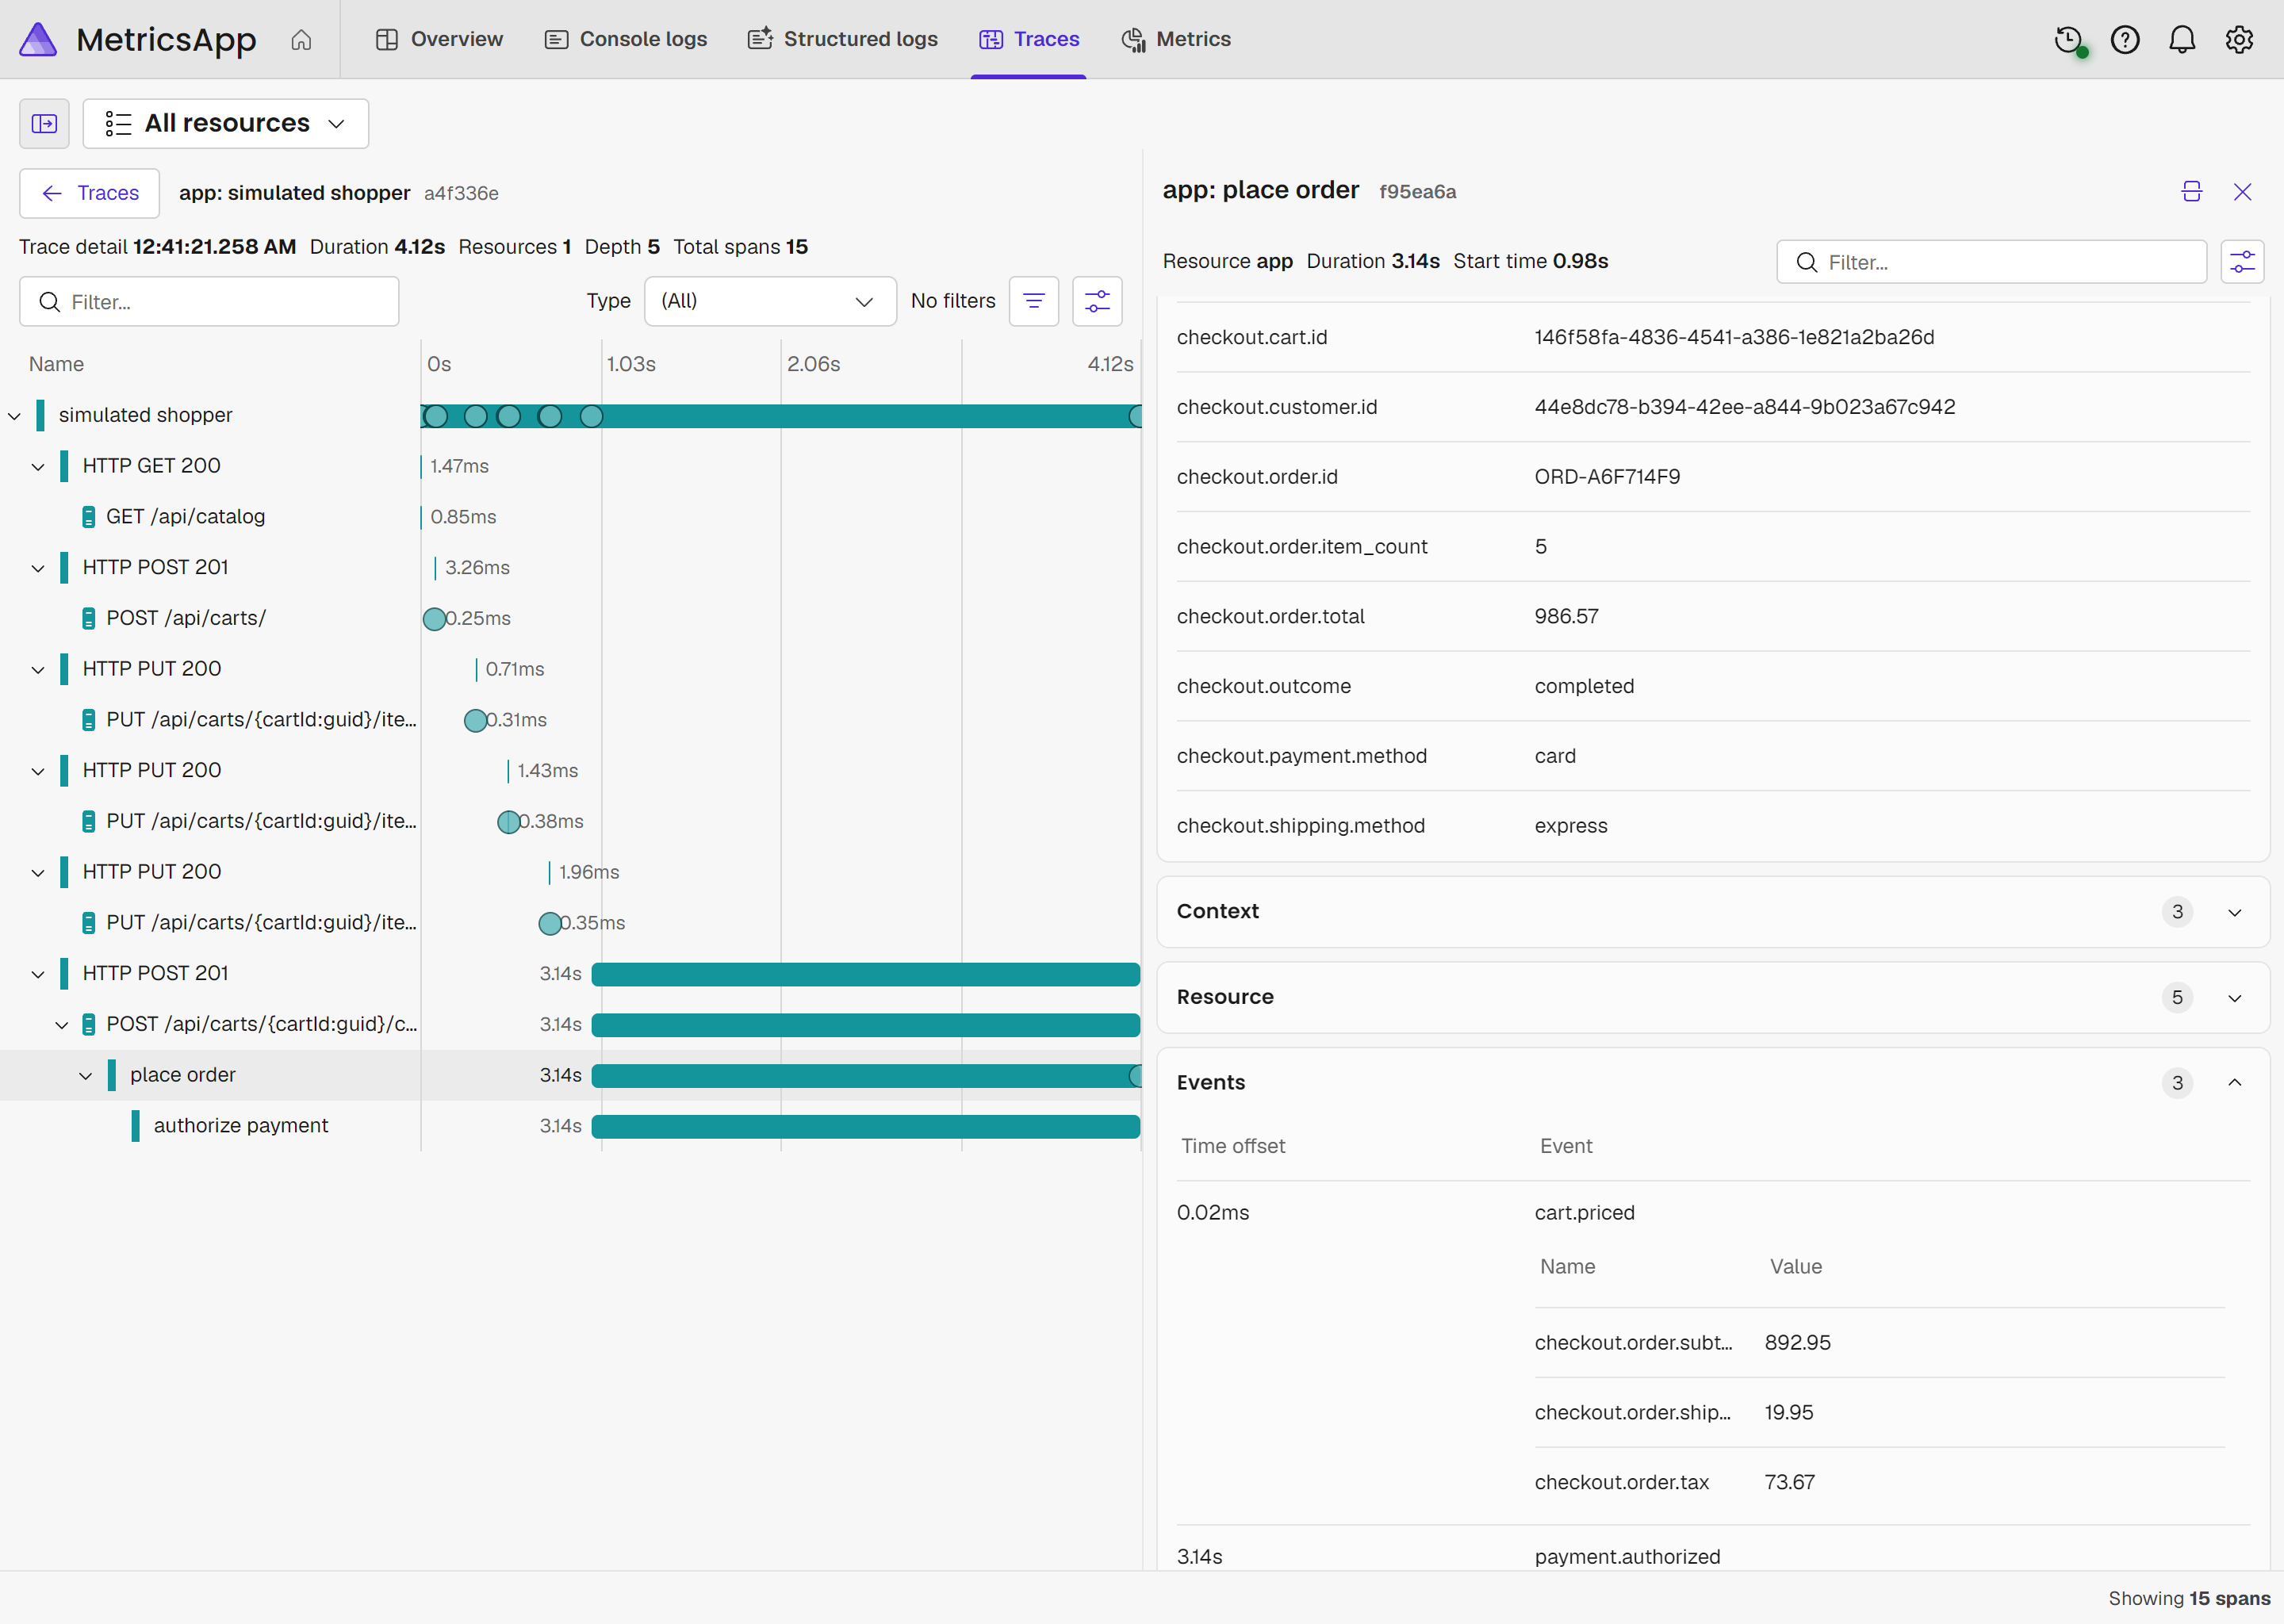 MetricsApp
Overview
Console logs
Structured logs
Traces
Metrics
All resources
Traces
app: simulated shopper a4f336e
Trace detail 12:41:21.258 AM Duration 4.12s Resources 1 Depth 5 Total spans 15
Filter...
Type
(All)
No filters
Name
0s
1.03s
2.06s
4.12s
simulated shopper
HTTP GET 200
1.47ms
GET /api/catalog
0.85ms
HTTP POST 201
3.26ms
POST /api/carts/
0.25ms
HTTP PUT 200
0.71ms
PUT /api/carts/{cartId:guid}/ite...
0.31ms
HTTP PUT 200
1.43ms
PUT /api/carts/{cartId:guid}/ite...
0.38ms
HTTP PUT 200
1.96ms
PUT /api/carts/{cartId:guid}/ite...
0.35ms
HTTP POST 201
3.14s
POST /api/carts/{cartId:guid}/c...
3.14s
place order
3.14s
authorize payment
3.14s
app: place order f95ea6a
Resource app Duration 3.14s Start time 0.98s
Filter...
checkout.cart.id 146f58fa-4836-4541-a386-1e821a2ba26d
checkout.customer.id 44e8dc78-b394-42ee-a844-9b023a67c942
checkout.order.id ORD-A6F714F9
checkout.order.item_count 5
checkout.order.total 986.57
checkout.outcome completed
checkout.payment.method card
checkout.shipping.method express
Context 3
Resource 5
Events 3
Time offset Event
0.02ms cart.priced
Name Value
checkout.order.subt... 892.95
checkout.order.ship... 19.95
checkout.order.tax 73.67
3.14s payment.authorized
Showing 15 spans